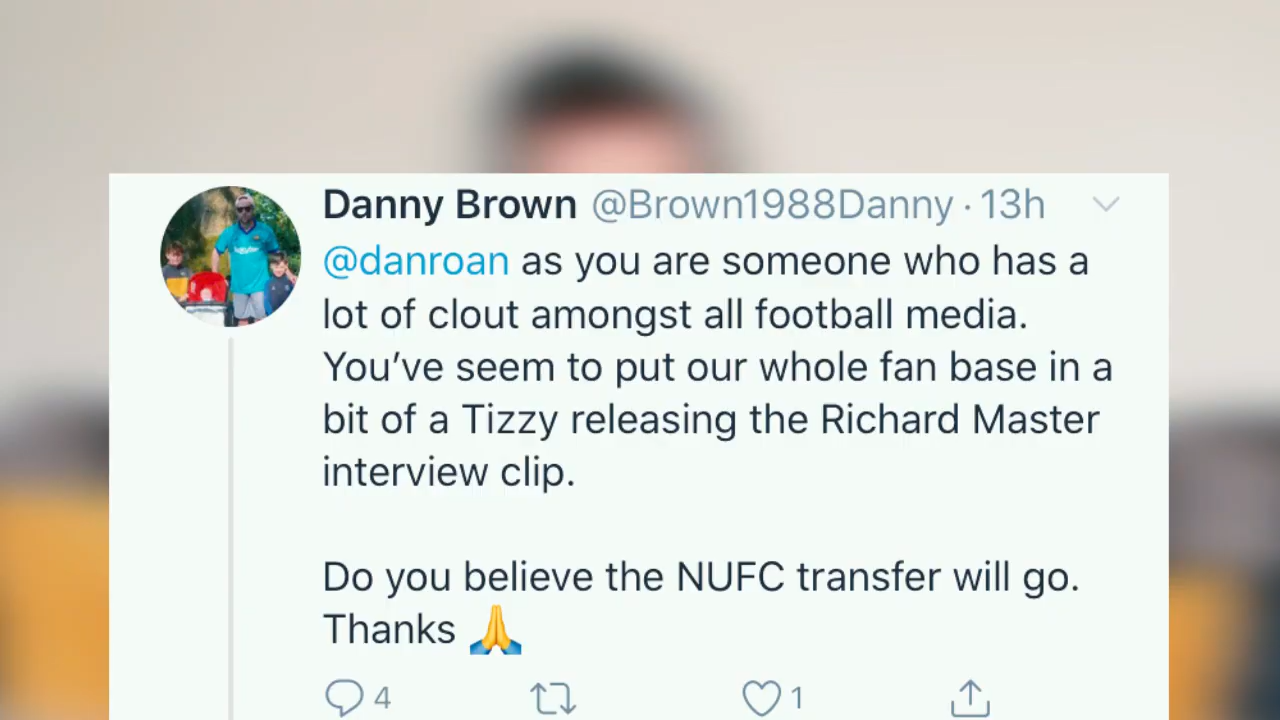 Danny Brown @Brown1988Danny · 13h
@danroan as you are someone who has a
lot of clout amongst all football media.
You’ve seem to put our whole fan base in a
bit of a Tizzy releasing the Richard Master
interview clip.
Do you believe the NUFC transfer will go.
Thanks 🙏
4 1